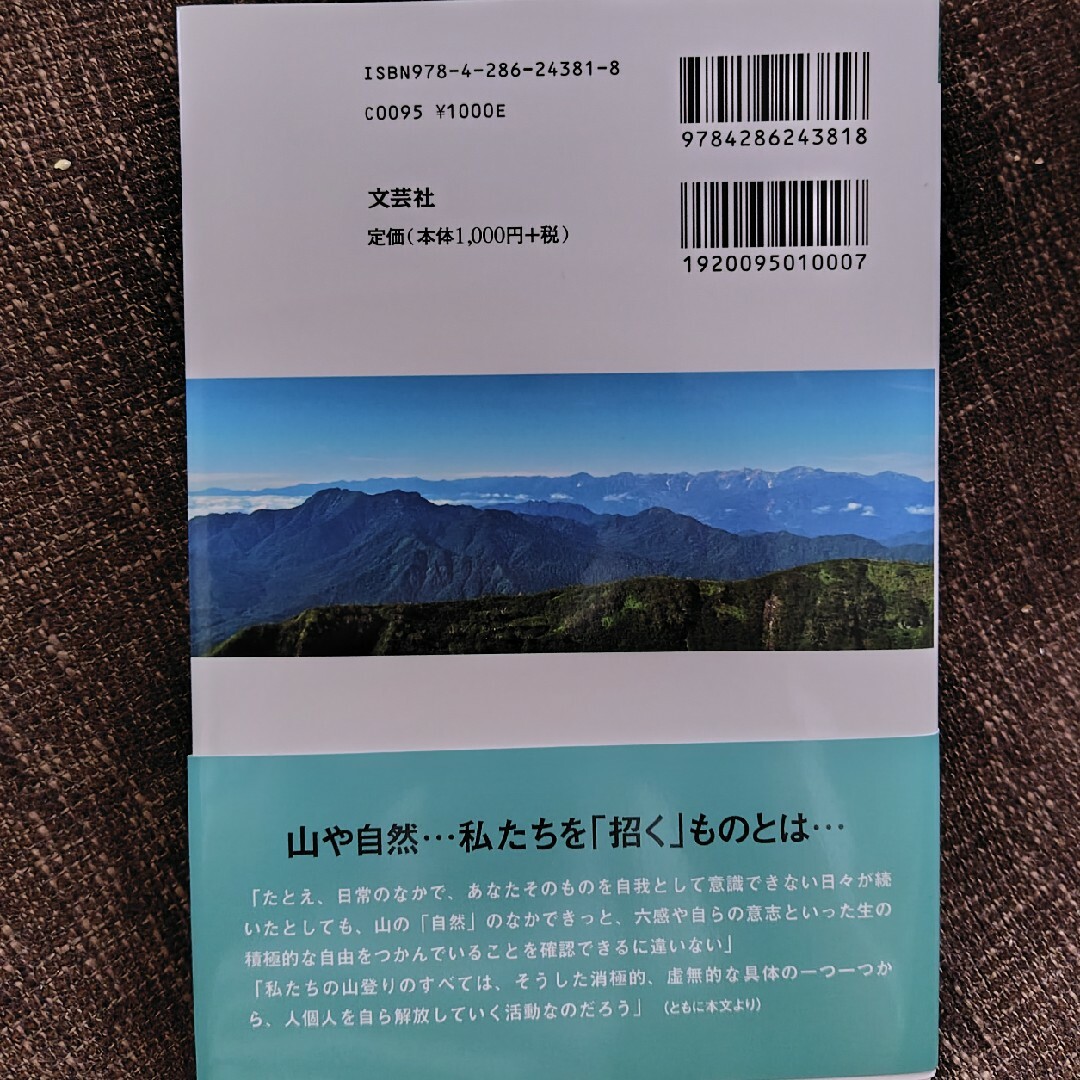 ISBN978-4-286-24381-8
C0095 ¥1000E
9784286243818
文芸社
定価(本体1,000円+税)
1920095010007
山や自然…私たちを「招く」ものとは…
「たとえ、日常のなかで、あなたそのものを自我として意識できない日々が続
いたとしても、山の「自然」のなかできっと、六感や自らの意志といった生の
積極的な自由をつかんでいることを確認できるに違いない」
「私たちの山登りのすべては、そうした消極的、虚無的な具体の一つ一つか
ら、人個人を自ら解放していく活動なのだろう」 (ともに本文より)